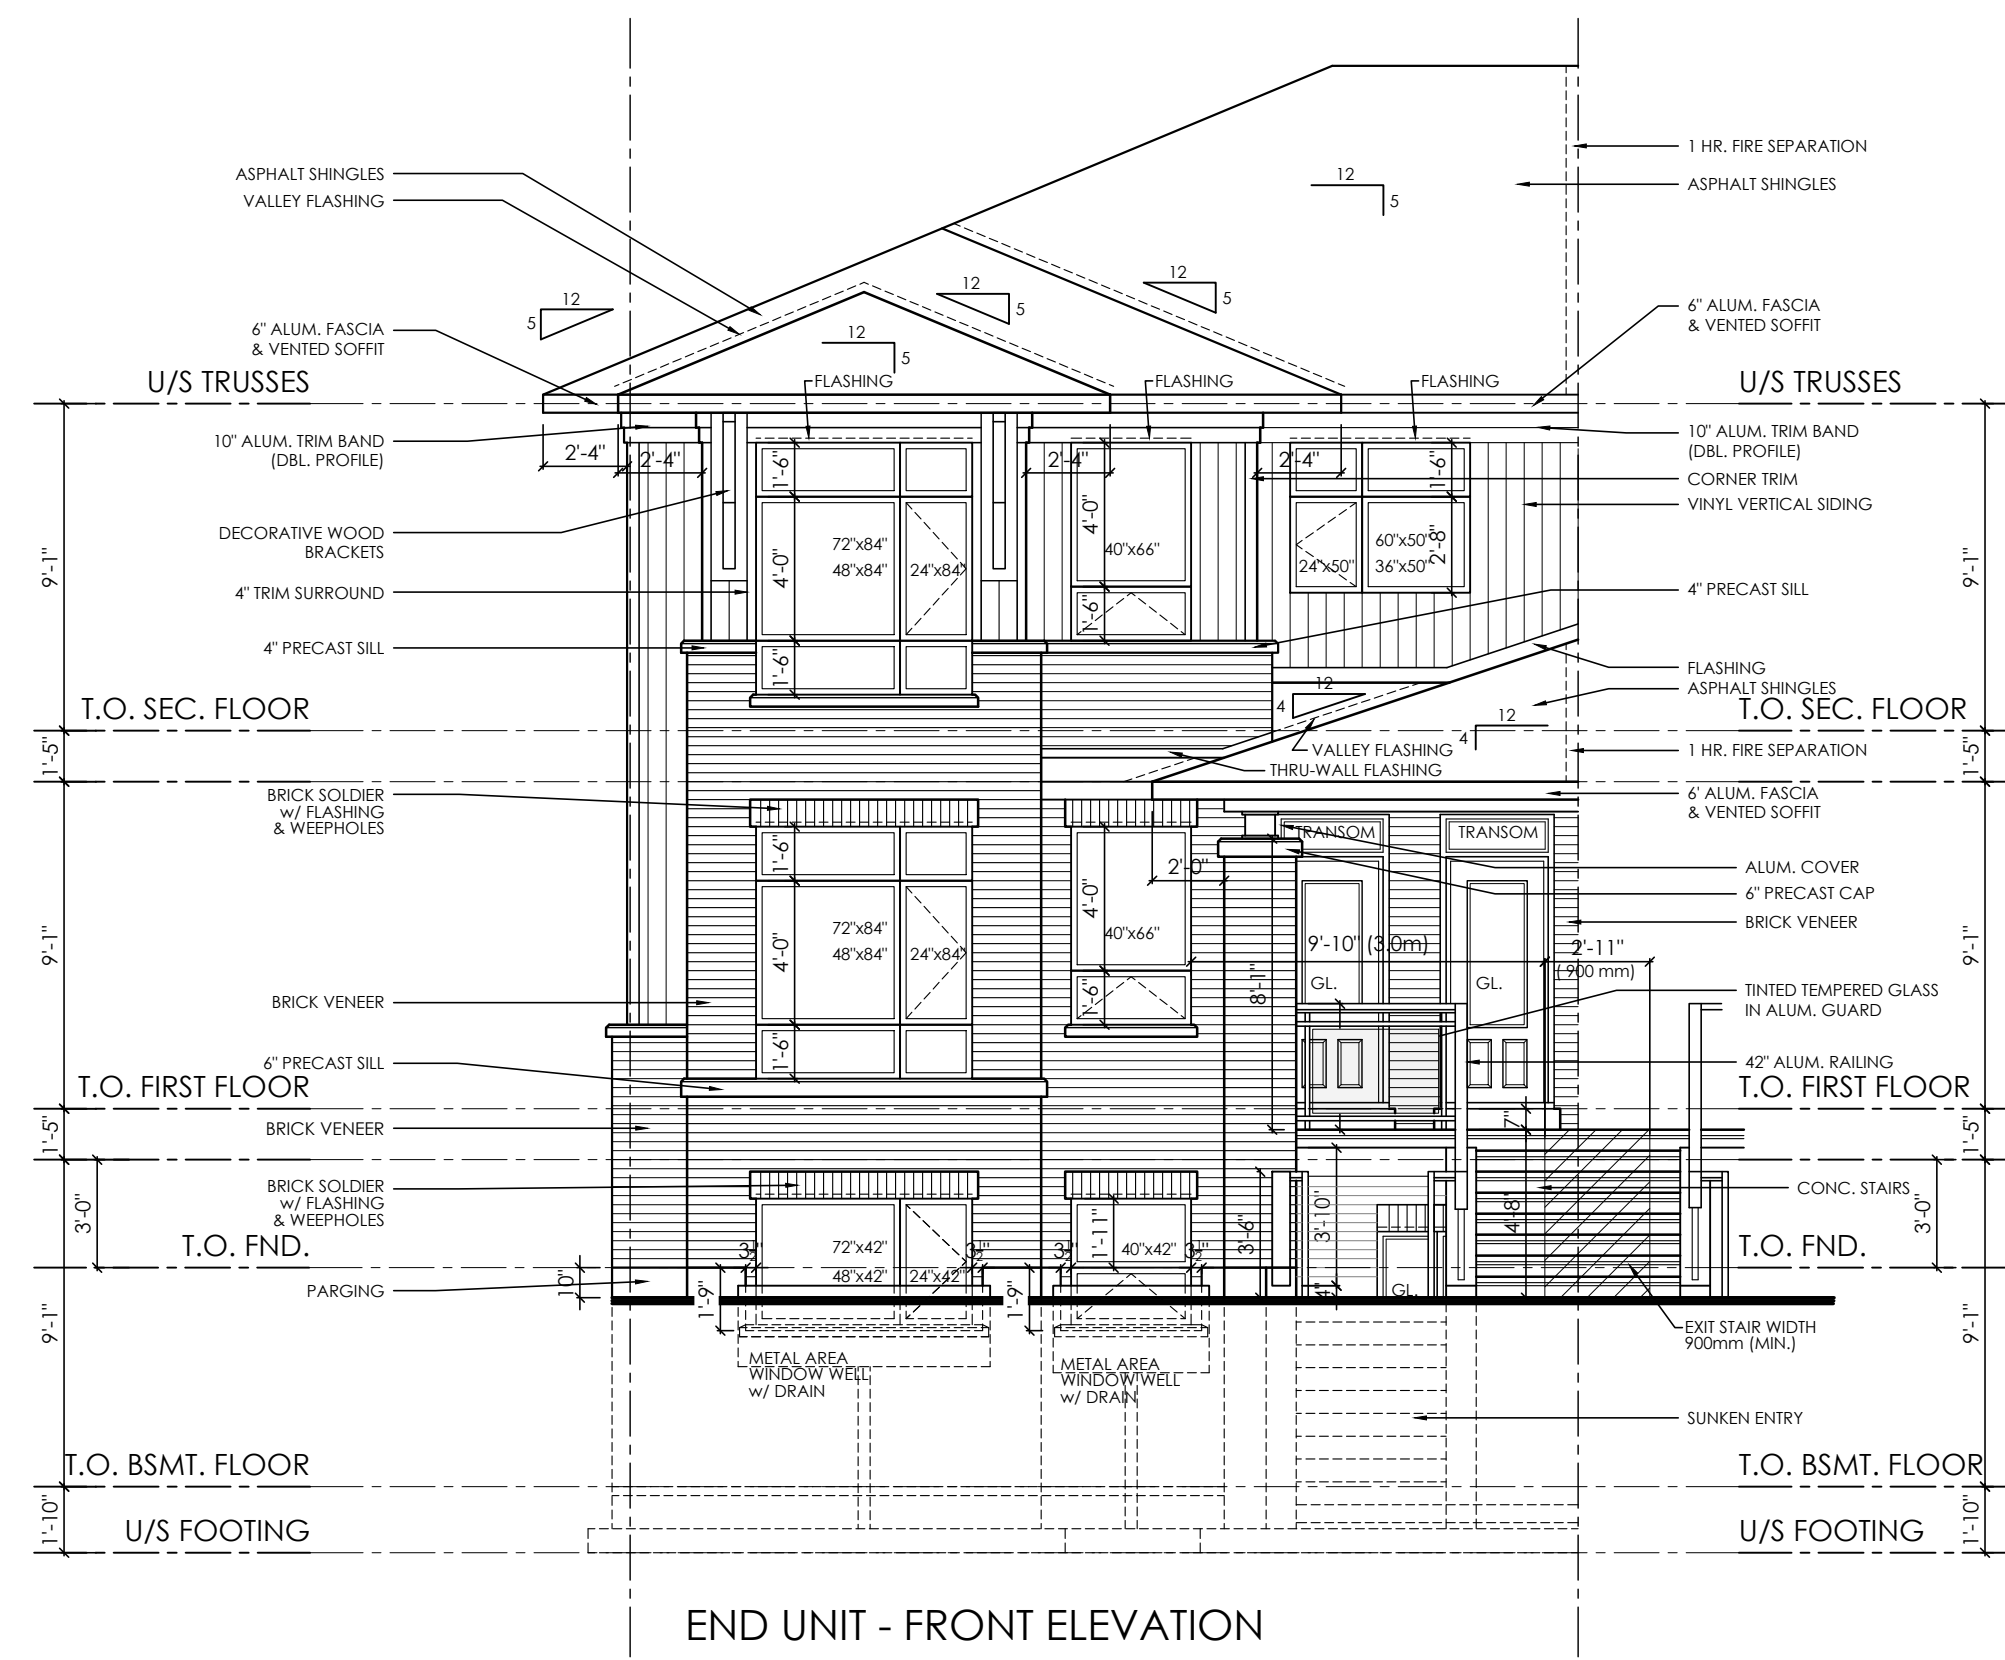 1 HR. FIRE SEPARATION
ASPHALT SHINGLES
ASPHALT SHINGLES
VALLEY FLASHING
12
5
12
5
12
5
12
5
12
5
6" ALUM. FASCIA
& VENTED SOFFIT
6" ALUM. FASCIA
& VENTED SOFFIT
U/S TRUSSES
U/S TRUSSES
FLASHING
FLASHING
FLASHING
10" ALUM. TRIM BAND
(DBL. PROFILE)
10" ALUM. TRIM BAND
(DBL. PROFILE)
2'-4"
2'-4"
2'-4"
2'-4"
1'-6"
1'-6"
CORNER TRIM
VINYL VERTICAL SIDING
DECORATIVE WOOD
BRACKETS
9'-1"
4'-0"
72"x84"
48"x84"
24"x84"
4'-0"
40"x66"
1'-6"
24"x50"
60"x50"
36"x50"
2'-8"
9'-1"
4" TRIM SURROUND
4" PRECAST SILL
4" PRECAST SILL
1'-6"
FLASHING
ASPHALT SHINGLES
T.O. SEC. FLOOR
T.O. SEC. FLOOR
12
4
12
4
1'-5"
VALLEY FLASHING
THRU-WALL FLASHING
1 HR. FIRE SEPARATION
1'-5"
BRICK SOLDIER
w/ FLASHING
& WEEPHOLES
6' ALUM. FASCIA
& VENTED SOFFIT
TRANSOM
TRANSOM
1'-6"
2'-0"
ALUM. COVER
6" PRECAST CAP
BRICK VENEER
9'-1"
4'-0"
72"x84"
48"x84"
24"x84"
4'-0"
40"x66"
1'-6"
9'-10" (3.0m)
2'-11"
( 900 mm)
8'-1"
GL.
GL.
9'-1"
BRICK VENEER
TINTED TEMPERED GLASS
IN ALUM. GUARD
1'-6"
6" PRECAST SILL
42" ALUM. RAILING
T.O. FIRST FLOOR
T.O. FIRST FLOOR
1'-5"
BRICK VENEER
7"
1'-5"
BRICK SOLDIER
w/ FLASHING
& WEEPHOLES
CONC. STAIRS
3'-0"
3'-10"
4'-8"
3'-6"
1'-11"
3'-0"
T.O. FND.
T.O. FND.
3½"
72"x42"
48"x42"
24"x42"
3½"
3½"
40"x42"
3½"
10"
PARGING
1'-9"
1'-9"
4"
GL.
EXIT STAIR WIDTH
900mm (MIN.)
9'-1"
9'-1"
METAL AREA
WINDOW WELL
w/ DRAIN
METAL AREA
WINDOW WELL
w/ DRAIN
SUNKEN ENTRY
T.O. BSMT. FLOOR
T.O. BSMT. FLOOR
1'-10"
1'-10"
U/S FOOTING
U/S FOOTING
END UNIT - FRONT ELEVATION